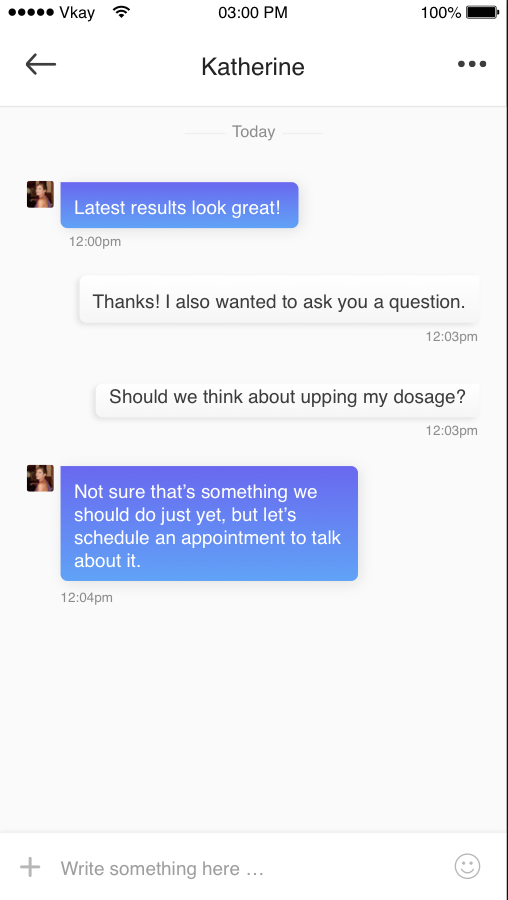 Vkay 03:00 PM 100%
Katherine
Today
Latest results look great!
12:00pm
Thanks! I also wanted to ask you a question.
12:03pm
Should we think about upping my dosage?
12:03pm
Not sure that’s something we
should do just yet, but let’s
schedule an appointment to talk
about it.
12:04pm
Write something here …